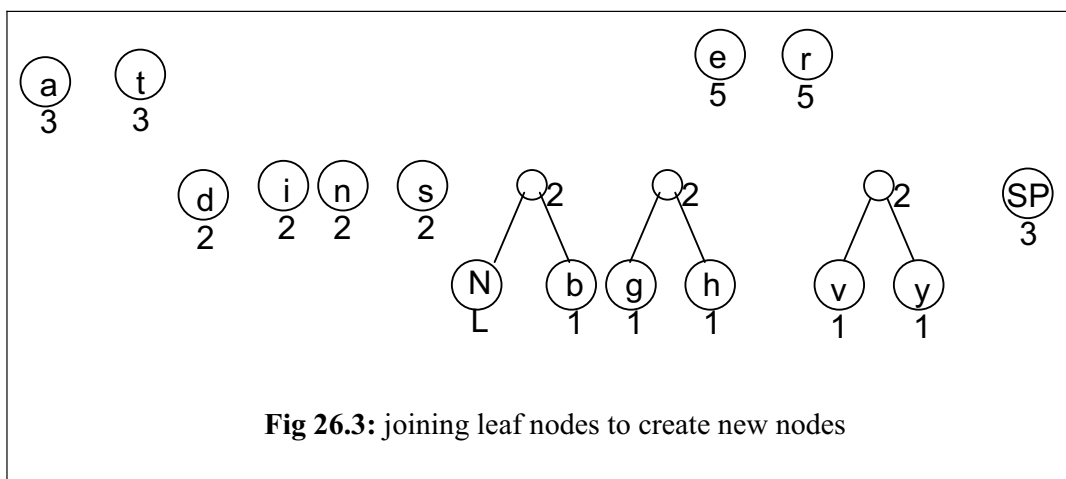 a t e r
3 3 5 5
d i n s 2 2 2 SP
2 2 2 2 3
N b g h v y
L 1 1 1 1 1
Fig 26.3: joining leaf nodes to create new nodes